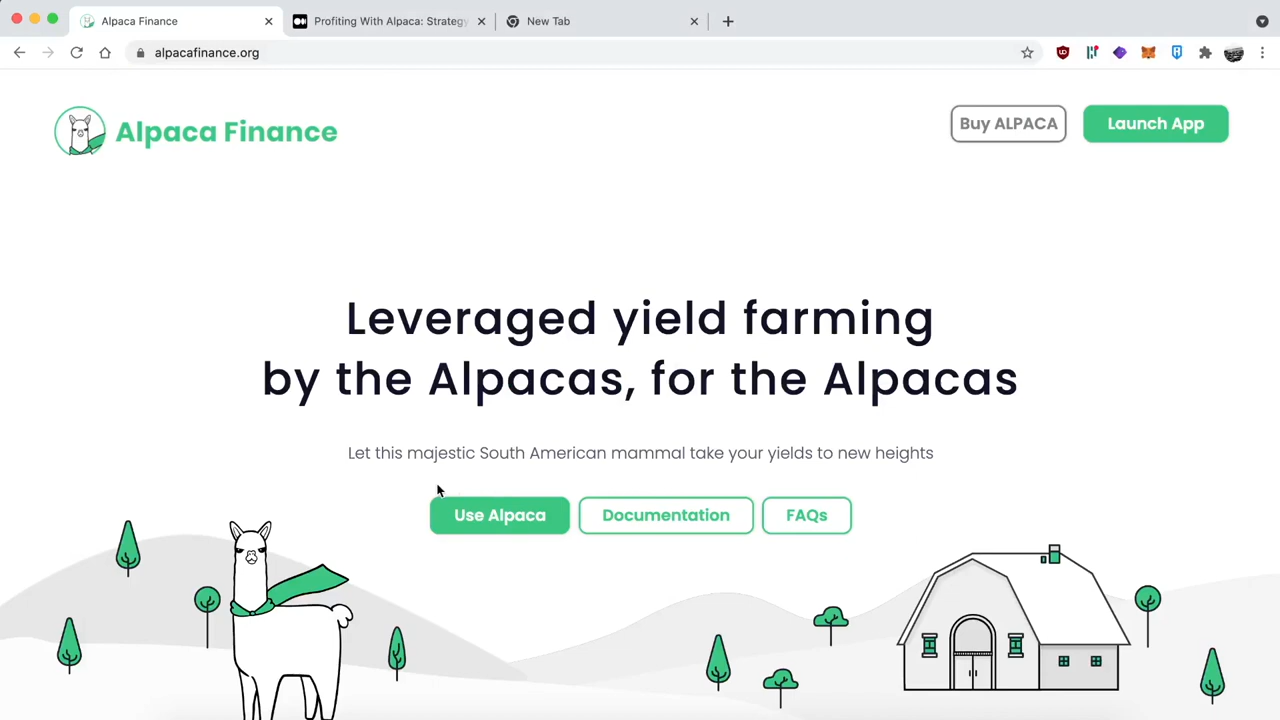 Alpaca Finance
Profiting With Alpaca: Strategy
New Tab
alpacafinance.org
Alpaca Finance
Buy ALPACA
Launch App
Leveraged yield farming
by the Alpacas, for the Alpacas
Let this majestic South American mammal take your yields to new heights
Use Alpaca
Documentation
FAQs